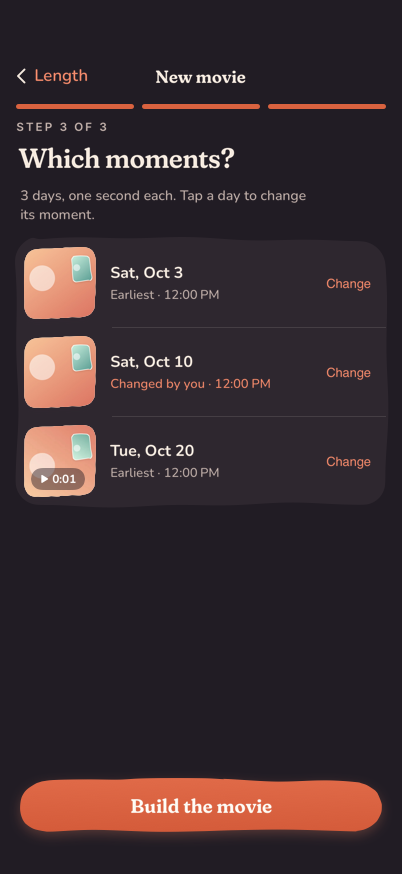 Length
New movie
STEP 3 OF 3
Which moments?
3 days, one second each. Tap a day to change
its moment.
Sat, Oct 3
Earliest · 12:00 PM
Change
Sat, Oct 10
Changed by you · 12:00 PM
Change
0:01
Tue, Oct 20
Earliest · 12:00 PM
Change
Build the movie